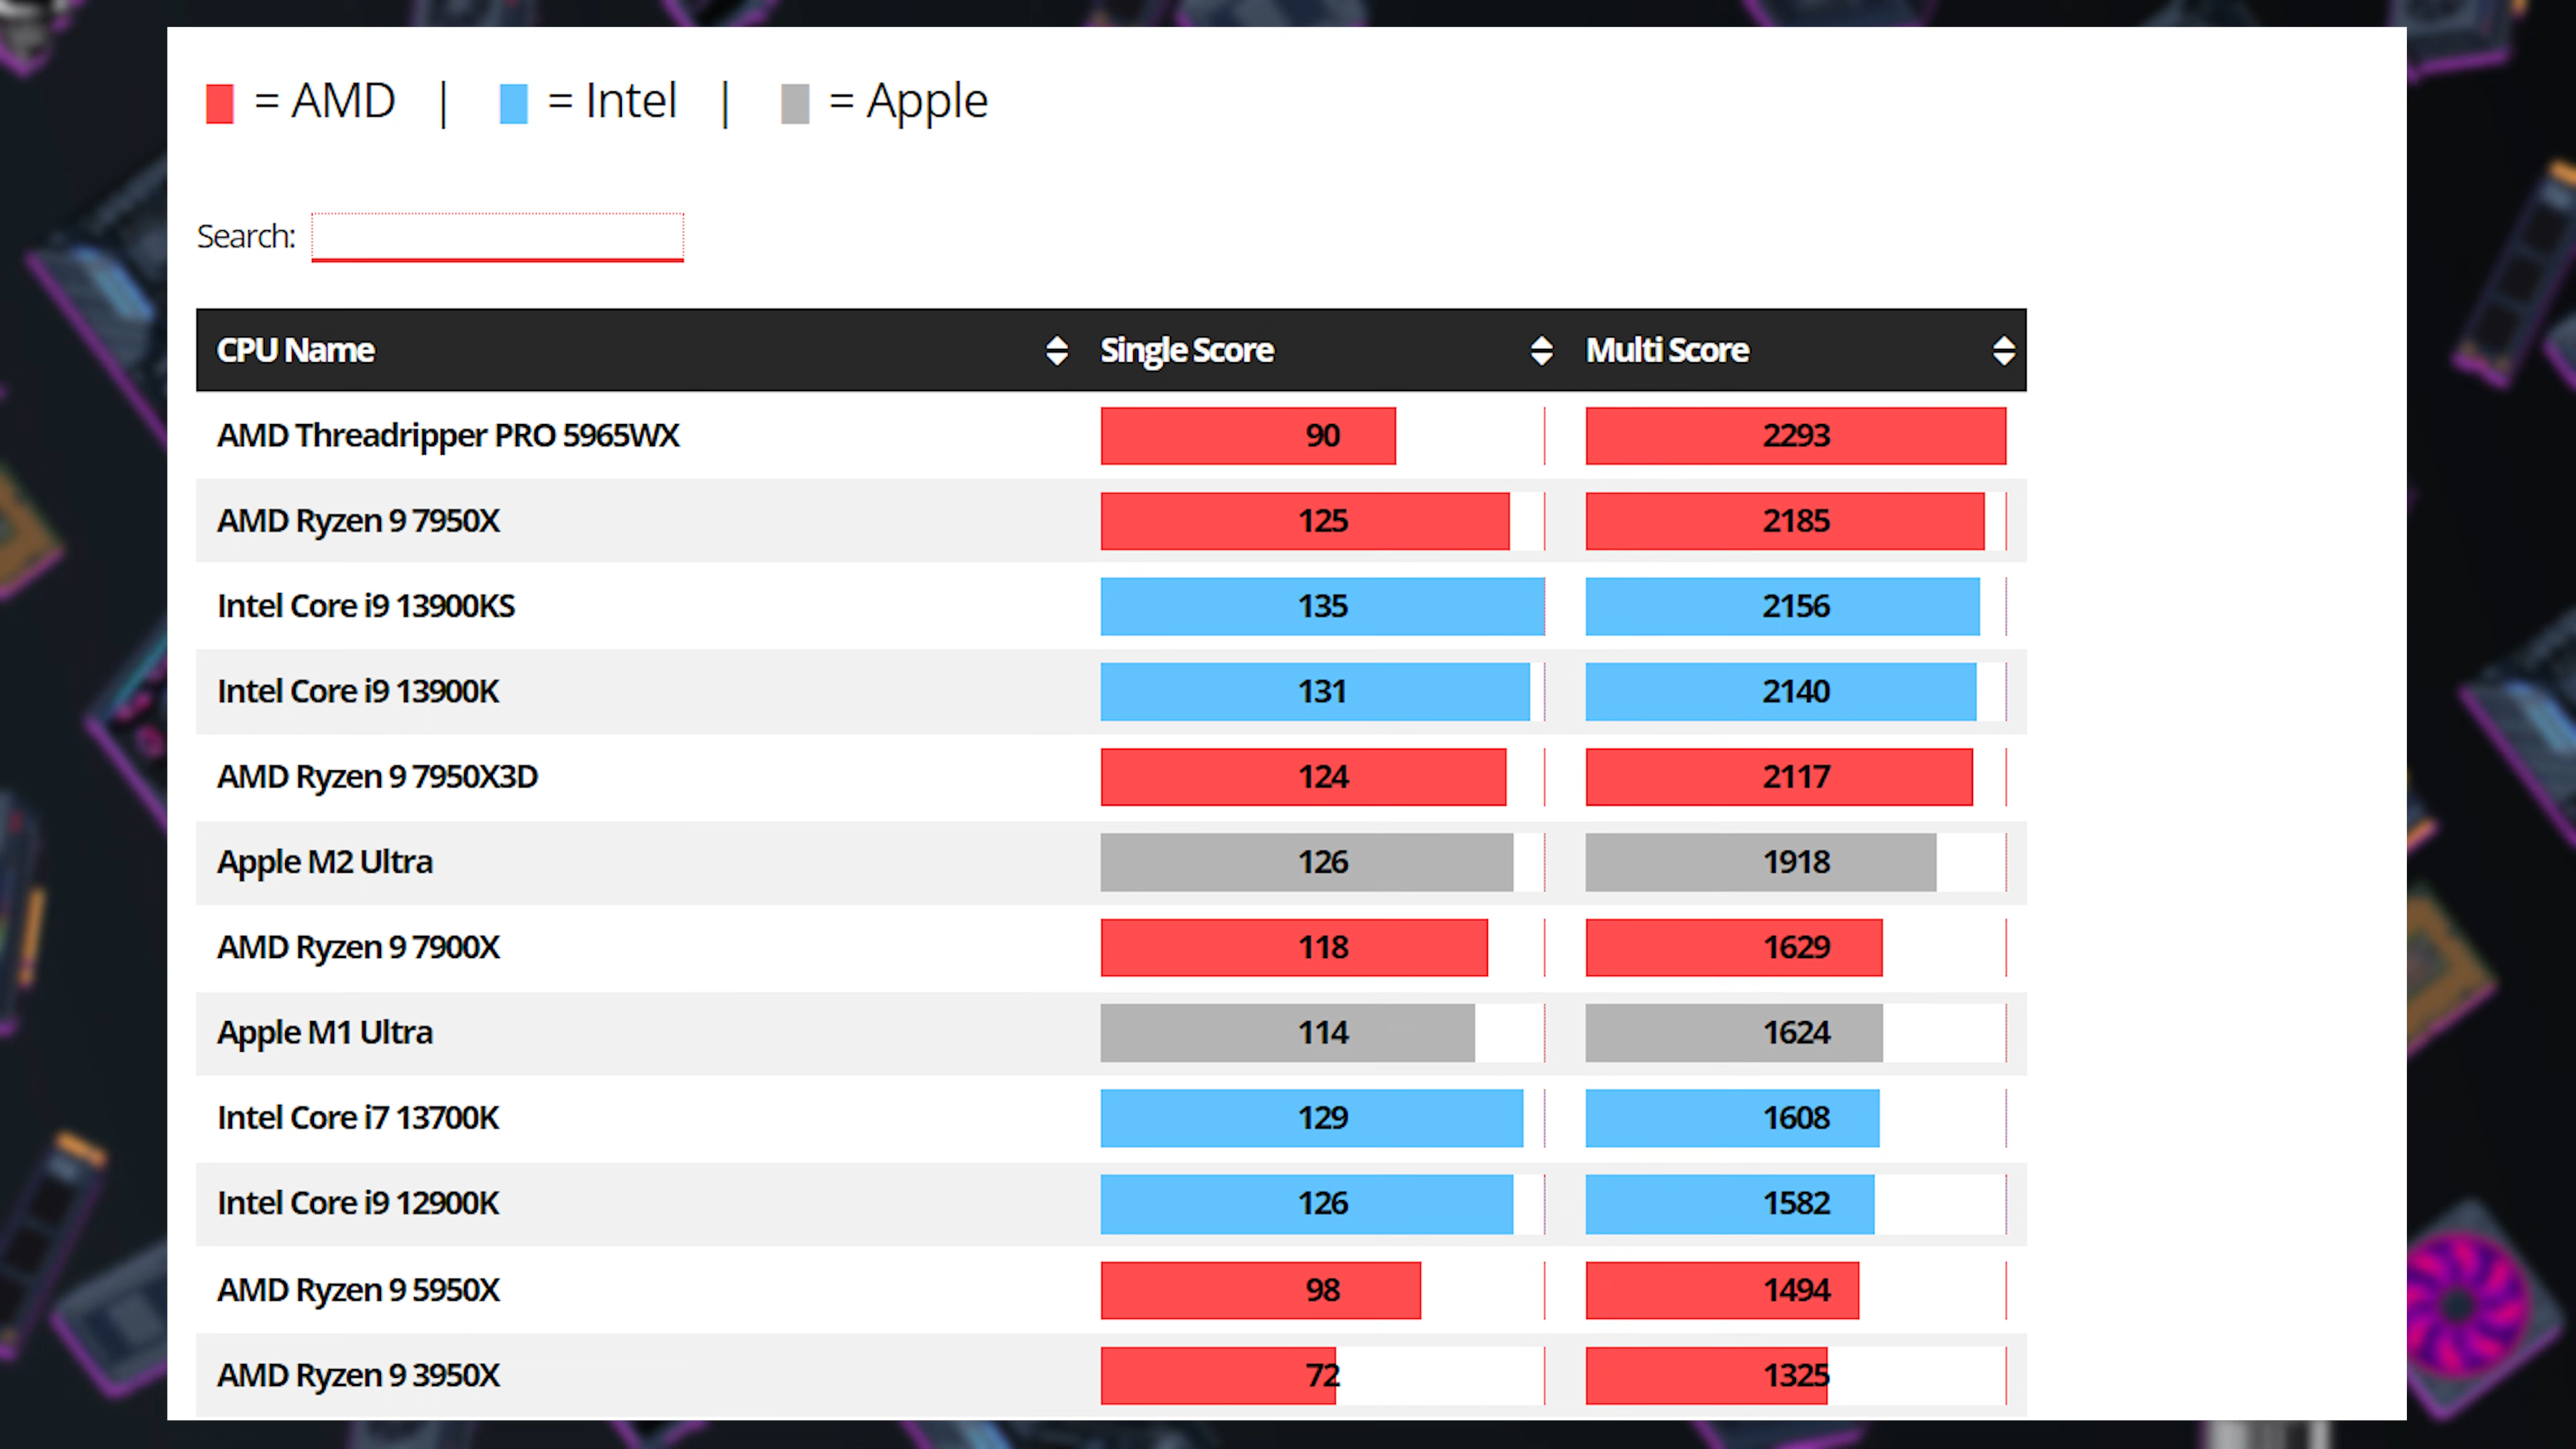 = AMD | = Intel | = Apple
Search:
CPU Name Single Score Multi Score
AMD Threadripper PRO 5965WX 90 2293
AMD Ryzen 9 7950X 125 2185
Intel Core i9 13900KS 135 2156
Intel Core i9 13900K 131 2140
AMD Ryzen 9 7950X3D 124 2117
Apple M2 Ultra 126 1918
AMD Ryzen 9 7900X 118 1629
Apple M1 Ultra 114 1624
Intel Core i7 13700K 129 1608
Intel Core i9 12900K 126 1582
AMD Ryzen 9 5950X 98 1494
AMD Ryzen 9 3950X 72 1325